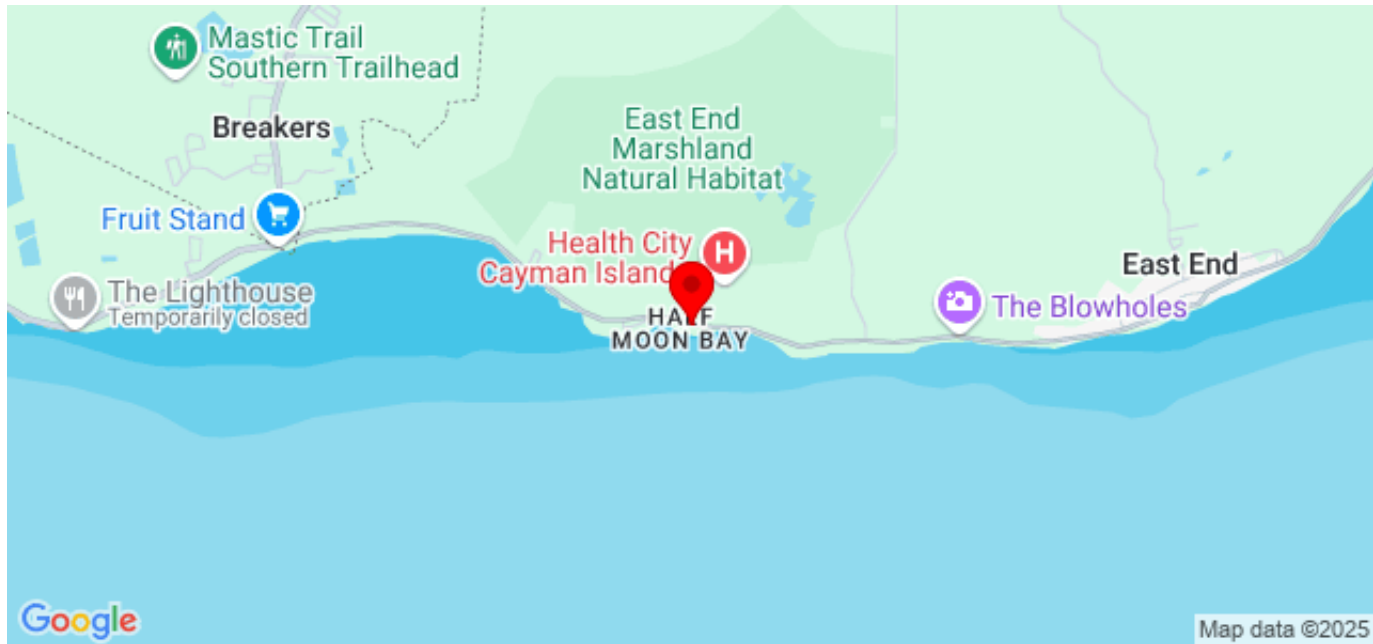 Mastic Trail
Southern Trailhead
Breakers
East End
Marshland
Natural Habitat
Fruit Stand
Health City
Cayman Island
East End
The Lighthouse
Temporarily closed
The Blowholes
HALF
MOON BAY
Google
Map data ©2025